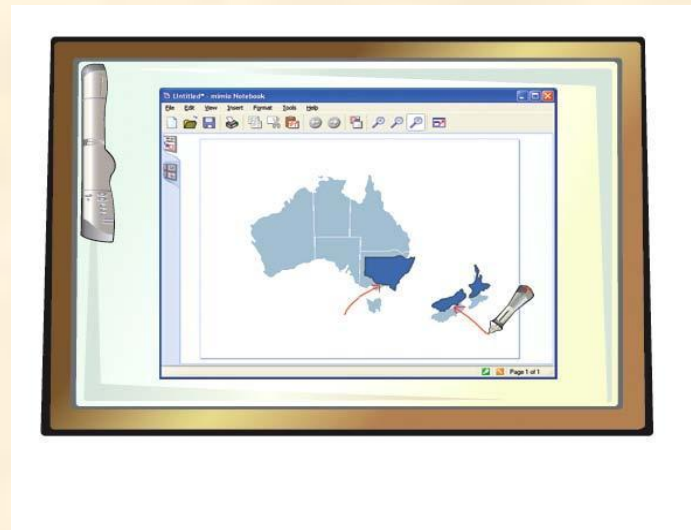 Untitled* - mimio Notebook
File Edit View Insert Format Tools Help
Page 1 of 1